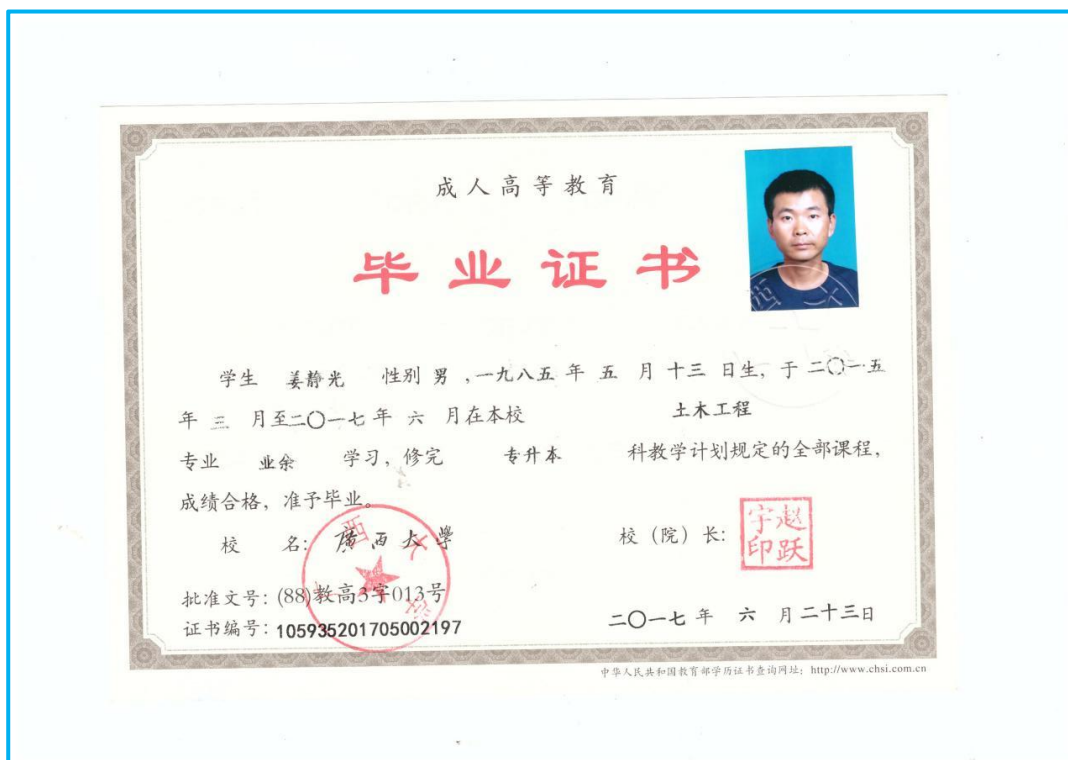 成人高等教育
毕业证书
学生 姜静光 性别 男 ,一九八五 年 五 月 十三 日生, 于 二〇一五
年 三 月至二〇一七 年 六 月在本校 土木工程
专业 业余 学习, 修完 专升本 科教学计划规定的全部课程,
成绩合格, 准予毕业。
校 名: 廣西大學 校(院)长: 赵跃宇印
批准文号: (88)教高3字013号
证书编号: 105935201705002197 二〇一七 年 六 月 二十三日
中华人民共和国教育部学历证书查询网址: http://www.chsi.com.cn